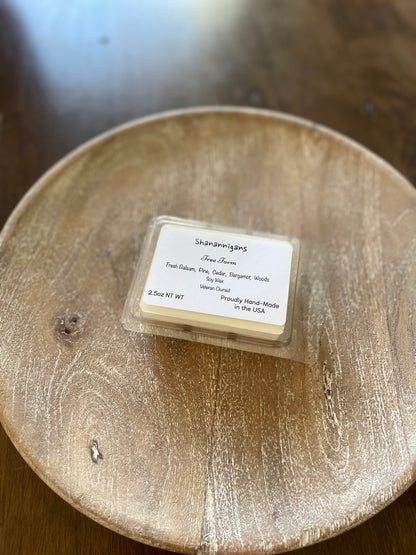 Shanannigans
Tree Farm
Fresh Balsam, Pine, Cedar, Bergamot, Woods
Soy Wax
Veteran Owned
2.5oz NT WT
Proudly Hand-Made
in the USA